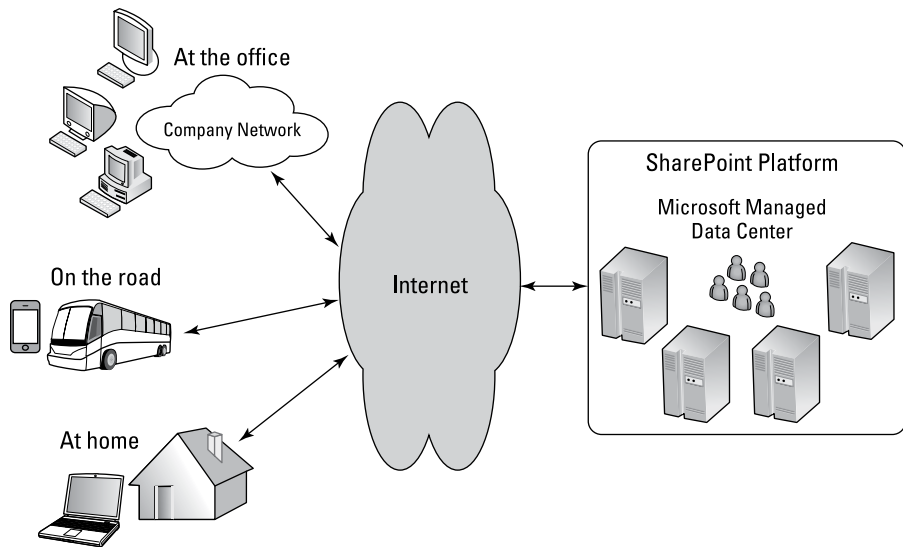 At the office
Company Network
On the road
At home
Internet
SharePoint Platform
Microsoft Managed
Data Center